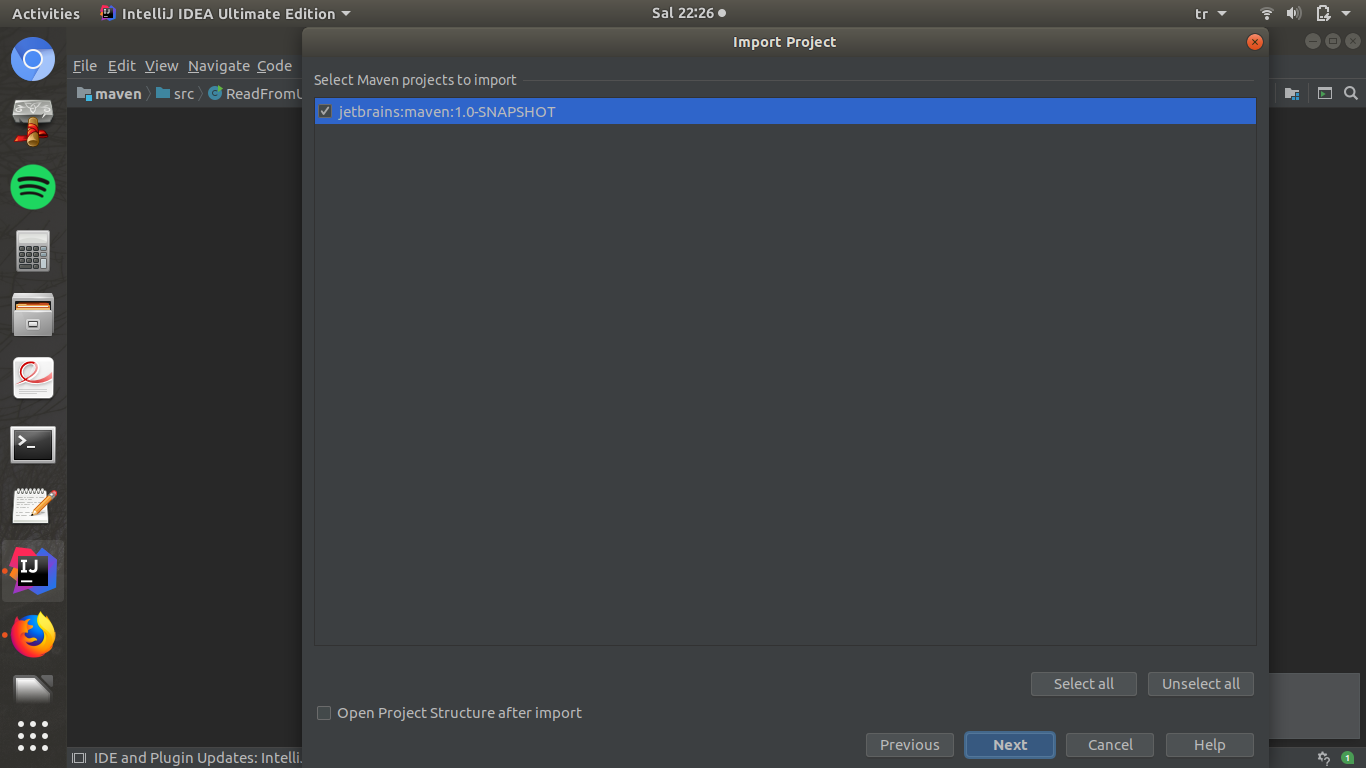 Activities IntelliJ IDEA Ultimate Edition Sal 22:26 tr
Import Project
File Edit View Navigate Code
Select Maven projects to import
maven src ReadFromU
jetbrains:maven:1.0-SNAPSHOT
IJ
Select all Unselect all
Open Project Structure after import
Previous Next Cancel Help
IDE and Plugin Updates: Intelli 1